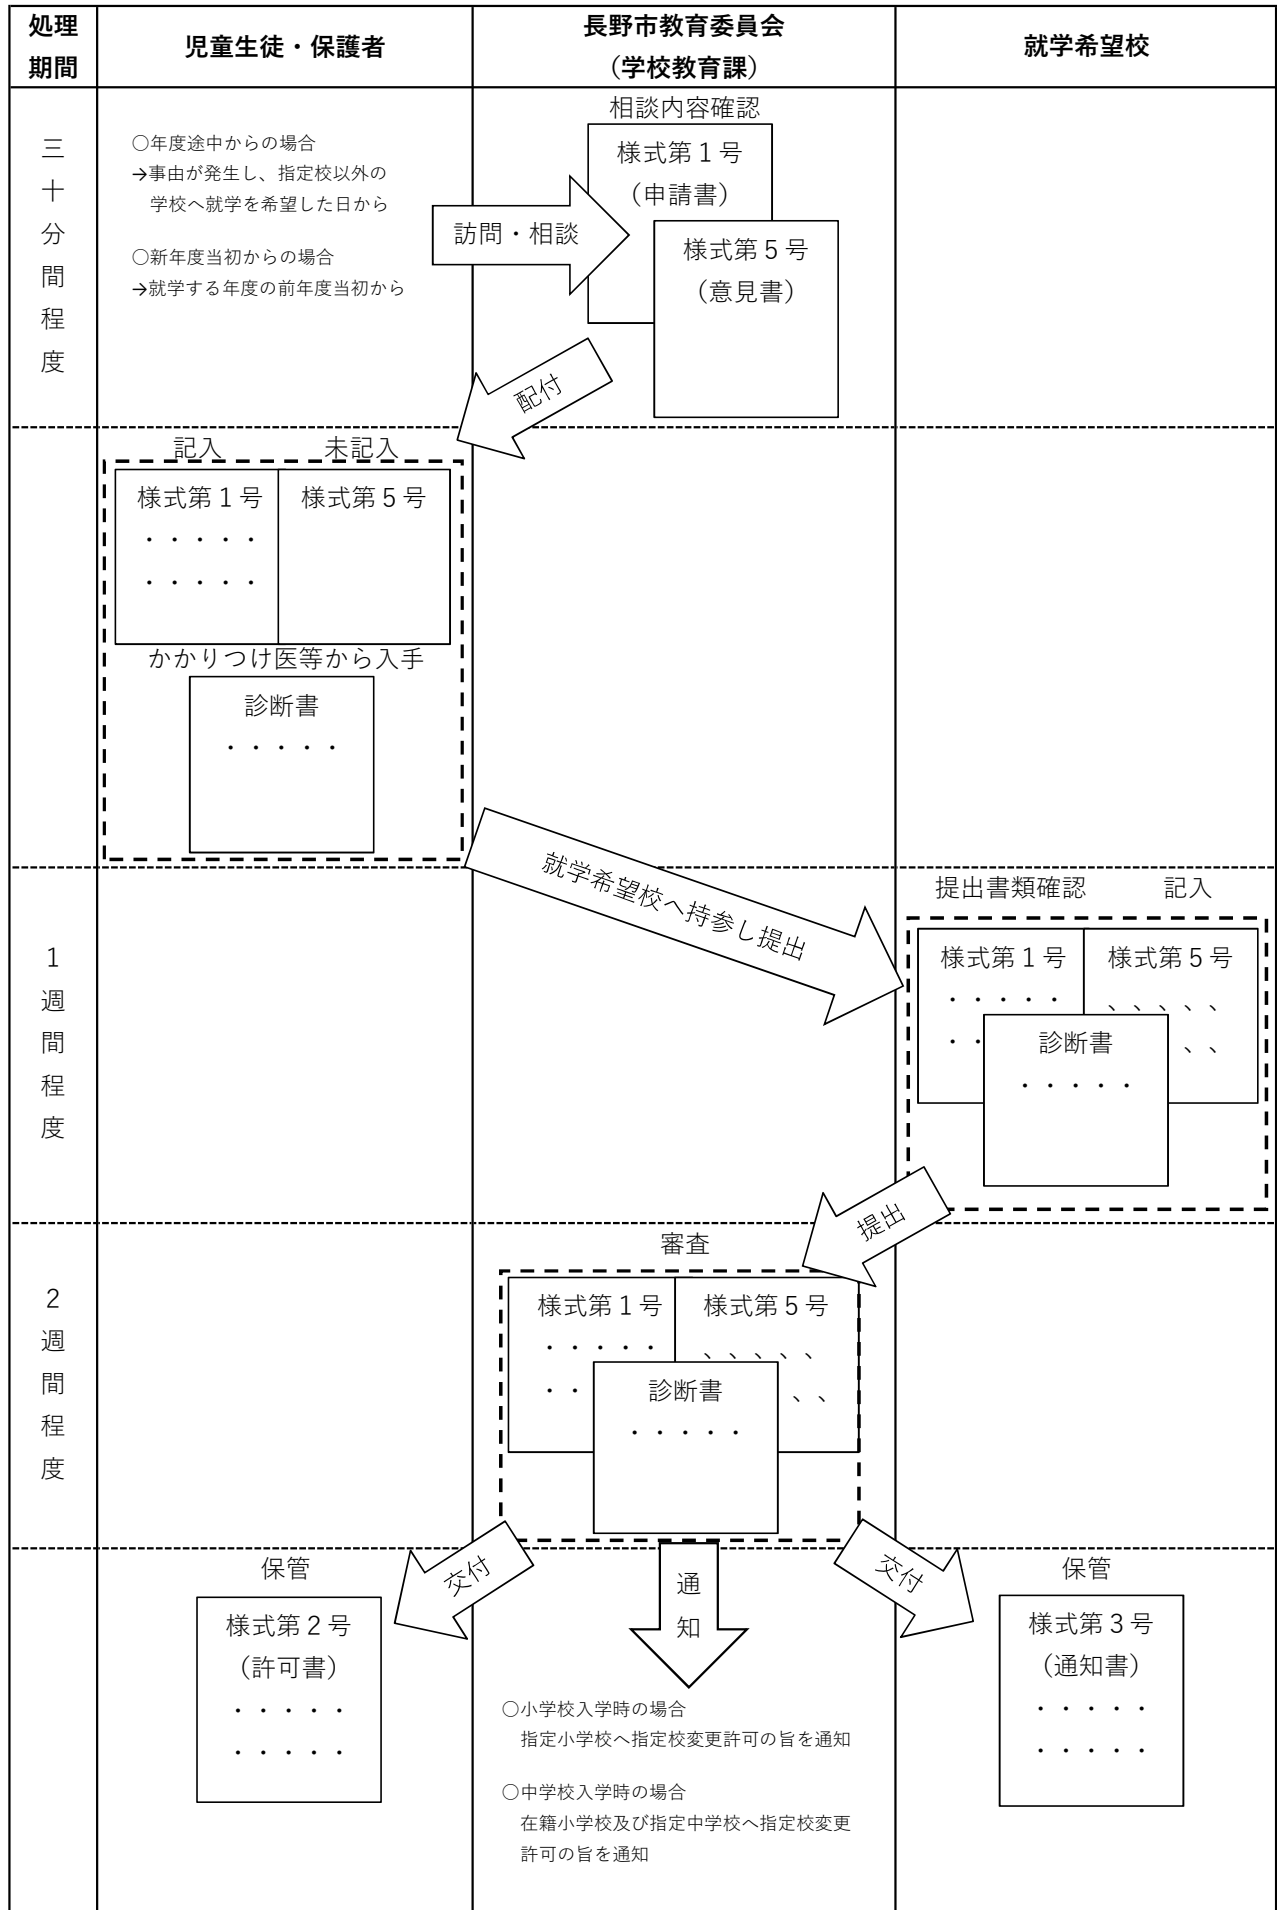 処理
期間
児童生徒・保護者
長野市教育委員会
（学校教育課）
就学希望校
三十分間程度
○年度途中からの場合
→事由が発生し、指定校以外の
学校へ就学を希望した日から
○新年度当初からの場合
→就学する年度の前年度当初から
訪問・相談
相談内容確認
様式第１号
（申請書）
様式第５号
（意見書）
配付
記入
未記入
様式第１号
・・・・・
・・・・・
様式第５号
かかりつけ医等から入手
診断書
・・・・・
就学希望校へ持参し提出
1週間程度
提出書類確認
記入
様式第１号
・・・・・
・・
様式第５号
、、、、、
、、
診断書
・・・・・
提出
2週間程度
審査
様式第１号
・・・・・
・・
様式第５号
、、、、、
、、
診断書
・・・・・
交付
通知
交付
保管
様式第２号
（許可書）
・・・・・
・・・・・
○小学校入学時の場合
指定小学校へ指定校変更許可の旨を通知
○中学校入学時の場合
在籍小学校及び指定中学校へ指定校変更
許可の旨を通知
保管
様式第３号
（通知書）
・・・・・
・・・・・